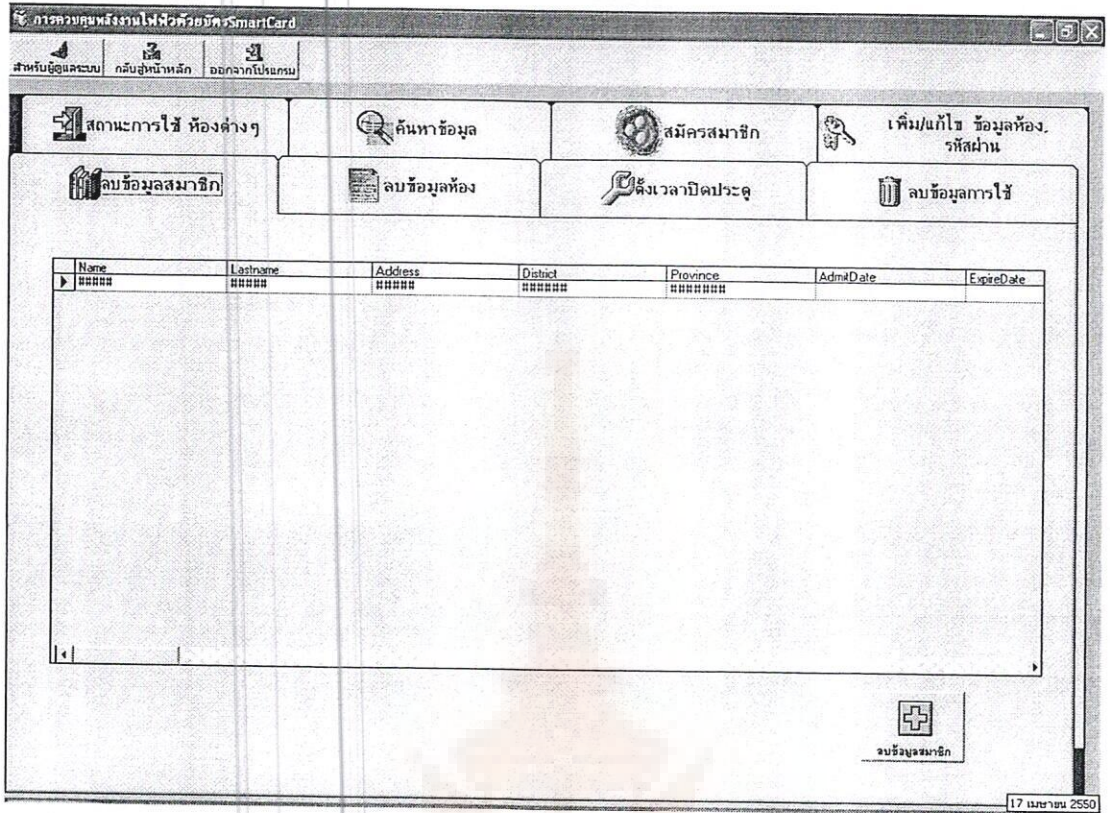 การควบคุมพลังงานไฟฟ้าด้วยบัตรSmartCard
สำหรับผู้ดูแลระบบ กลับสู่หน้าหลัก ออกจากโปรแกรม
สถานะการใช้ ห้องต่างๆ ค้นหาข้อมูล สมัครสมาชิก เพิ่ม/แก้ไข ข้อมูลห้อง,
รหัสผ่าน
ลบข้อมูลสมาชิก ลบข้อมูลห้อง ตั้งเวลาปิดประตู ลบข้อมูลการใช้
Name Lastname Address District Province AdmitDate ExpireDate
##### ##### ##### ###### #######
ลบข้อมูลสมาชิก
17 เมษายน 2550